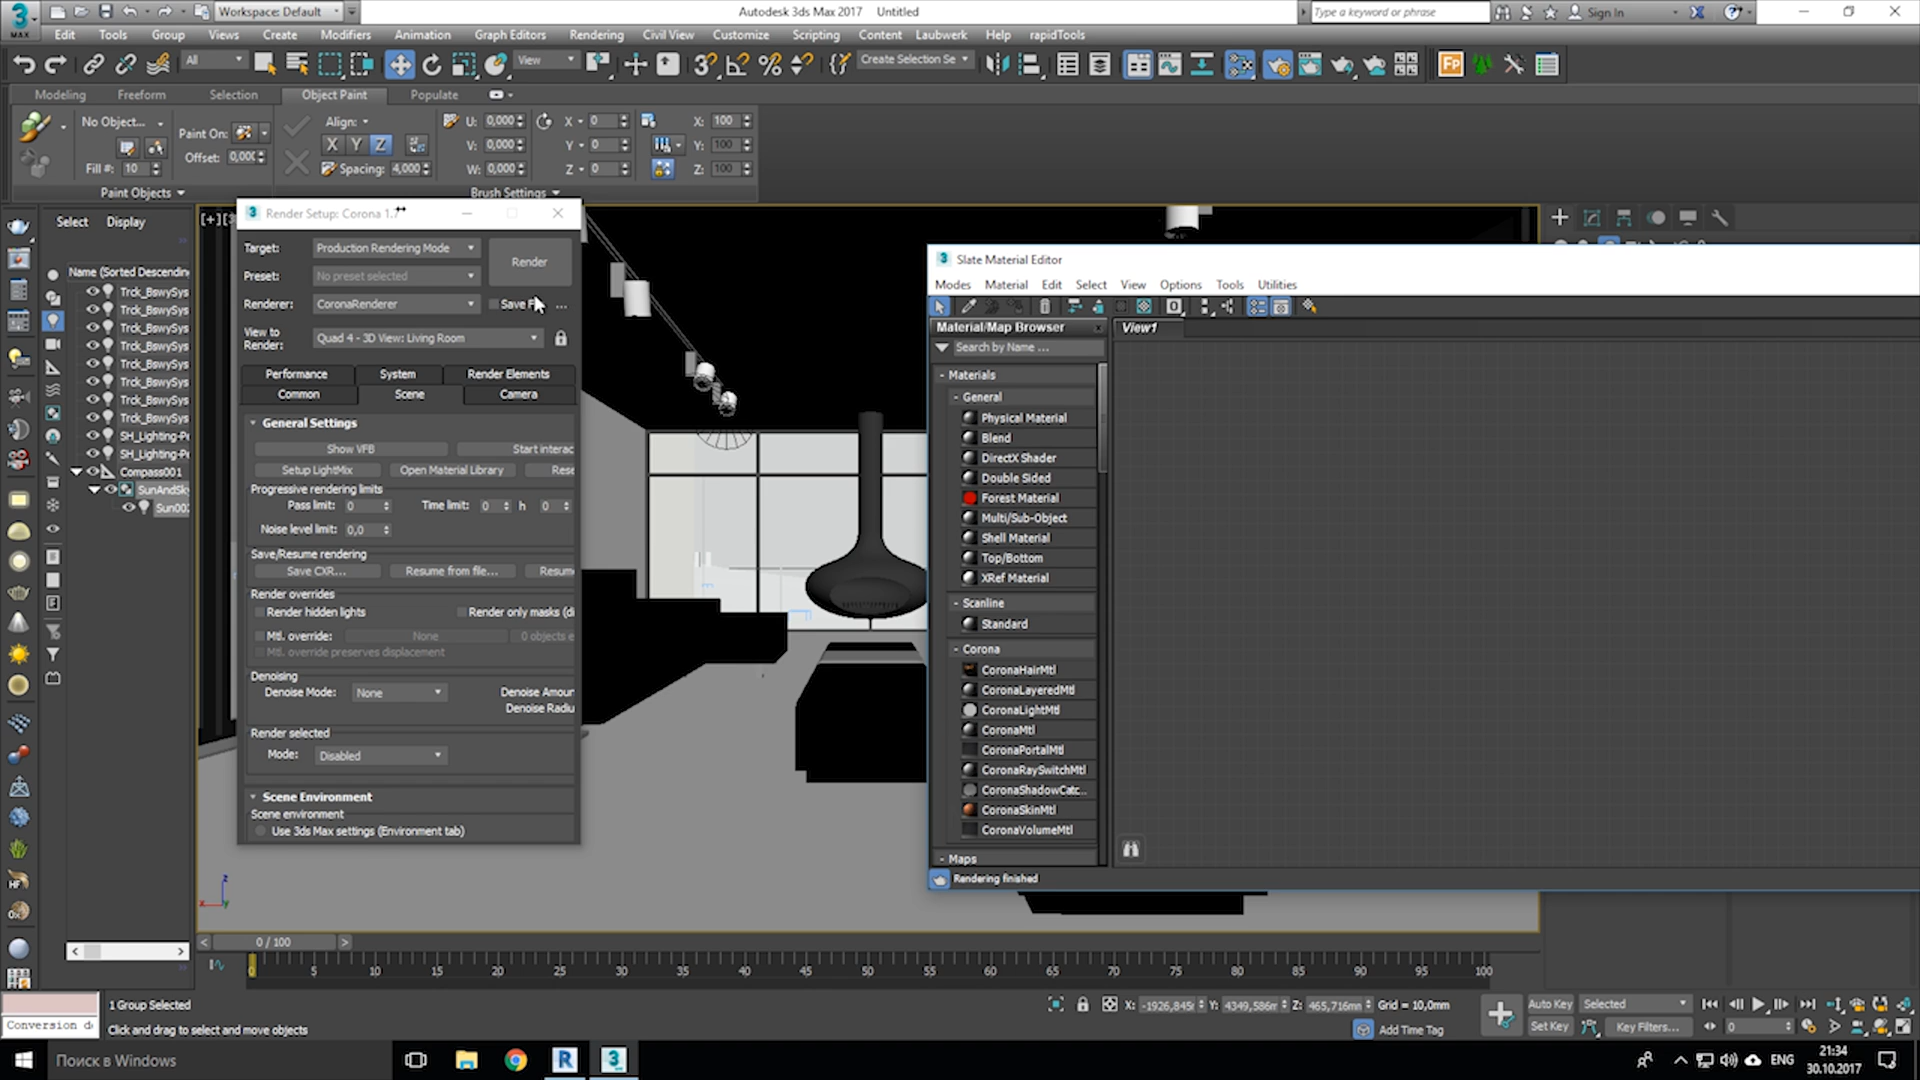 Workspace: Default
Autodesk 3ds Max 2017 Untitled
Type a keyword or phrase
Sign In
MAX
Edit Tools Group Views Create Modifiers Animation Graph Editors Rendering Civil View Customize Scripting Content Laubwerk Help rapidTools
All
View
Create Selection Se
Modeling Freeform Selection Object Paint Populate
No Object...
Paint On:
Align:
U: 0,000
X 0
X: 100
X Y Z
V: 0,000
Y 0
Y: 100
Offset: 0,000
Fill #: 10
Spacing: 4,000
W: 0,000
Z 0
Z: 100
Paint Objects
Brush Settings
Select Display
Name (Sorted Descending
Trck_BswySys
Trck_BswySys
Trck_BswySys
Trck_BswySys
Trck_BswySys
Trck_BswySys
Trck_BswySys
Trck_BswySys
SH_Lighting-Pe
SH_Lighting-Pe
Compass001
SunAndSky
Sun00
[+]
Render Setup: Corona 1.7
Target: Production Rendering Mode
Render
Preset: No preset selected
Renderer: CoronaRenderer
Save F ...
View to Render: Quad 4 - 3D View: Living Room
Performance System Render Elements
Common Scene Camera
General Settings
Show VFB Start interac
Setup LightMix Open Material Library Rese
Progressive rendering limits
Pass limit: 0 Time limit: 0 h 0
Noise level limit: 0,0
Save/Resume rendering
Save CXR... Resume from file... Resum
Render overrides
Render hidden lights Render only masks (di
Mtl. override: None 0 objects e
Mtl. override preserves displacement
Denoising
Denoise Mode: None Denoise Amoun
Denoise Radiu
Render selected
Mode: Disabled
Scene Environment
Scene environment
Use 3ds Max settings (Environment tab)
Slate Material Editor
Modes Material Edit Select View Options Tools Utilities
Material/Map Browser
View1
Search by Name ...
- Materials
- General
Physical Material
Blend
DirectX Shader
Double Sided
Forest Material
Multi/Sub-Object
Shell Material
Top/Bottom
XRef Material
- Scanline
Standard
- Corona
CoronaHairMtl
CoronaLayeredMtl
CoronaLightMtl
CoronaMtl
CoronaPortalMtl
CoronaRaySwitchMtl
CoronaShadowCatc...
CoronaSkinMtl
CoronaVolumeMtl
- Maps
Rendering finished
0 / 100
0 5 10 15 20 25 30 35 40 45 50 55 60 65 70 75 80 85 90 95 100
1 Group Selected
X: -1926,845 Y: 4349,586m Z: 465,716mm Grid = 10,0mm
Auto Key Selected
Conversion de
Click and drag to select and move objects
Add Time Tag
Set Key Key Filters...
0
Поиск в Windows
ENG
21:34
30.10.2017